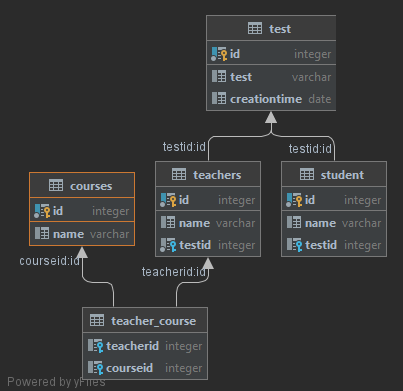 test
id integer
test varchar
creationtime date
testid:id testid:id
courses
id integer
name varchar
teachers
id integer
name varchar
testid integer
student
id integer
name varchar
testid integer
courseid:id
teacherid:id
teacher_course
teacherid integer
courseid integer
Powered by yFiles